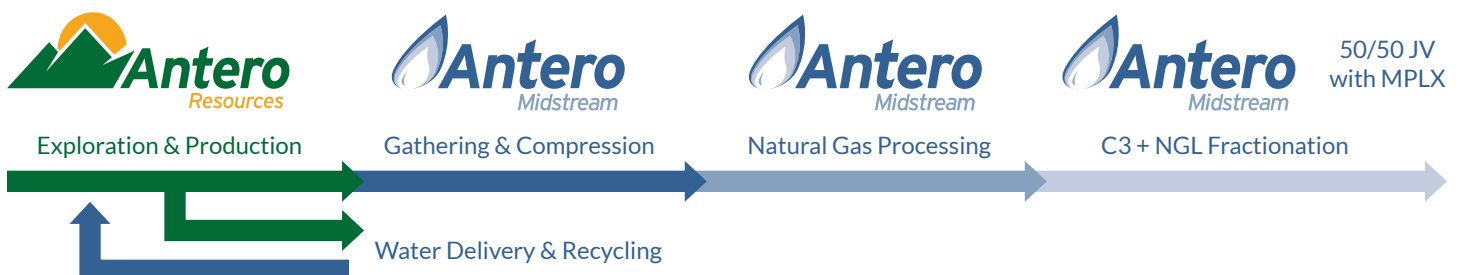 Antero
Resources
Antero
Midstream
Antero
Midstream
Antero
Midstream
50/50 JV
with MPLX
Exploration & Production
Gathering & Compression
Natural Gas Processing
C3 + NGL Fractionation
Water Delivery & Recycling